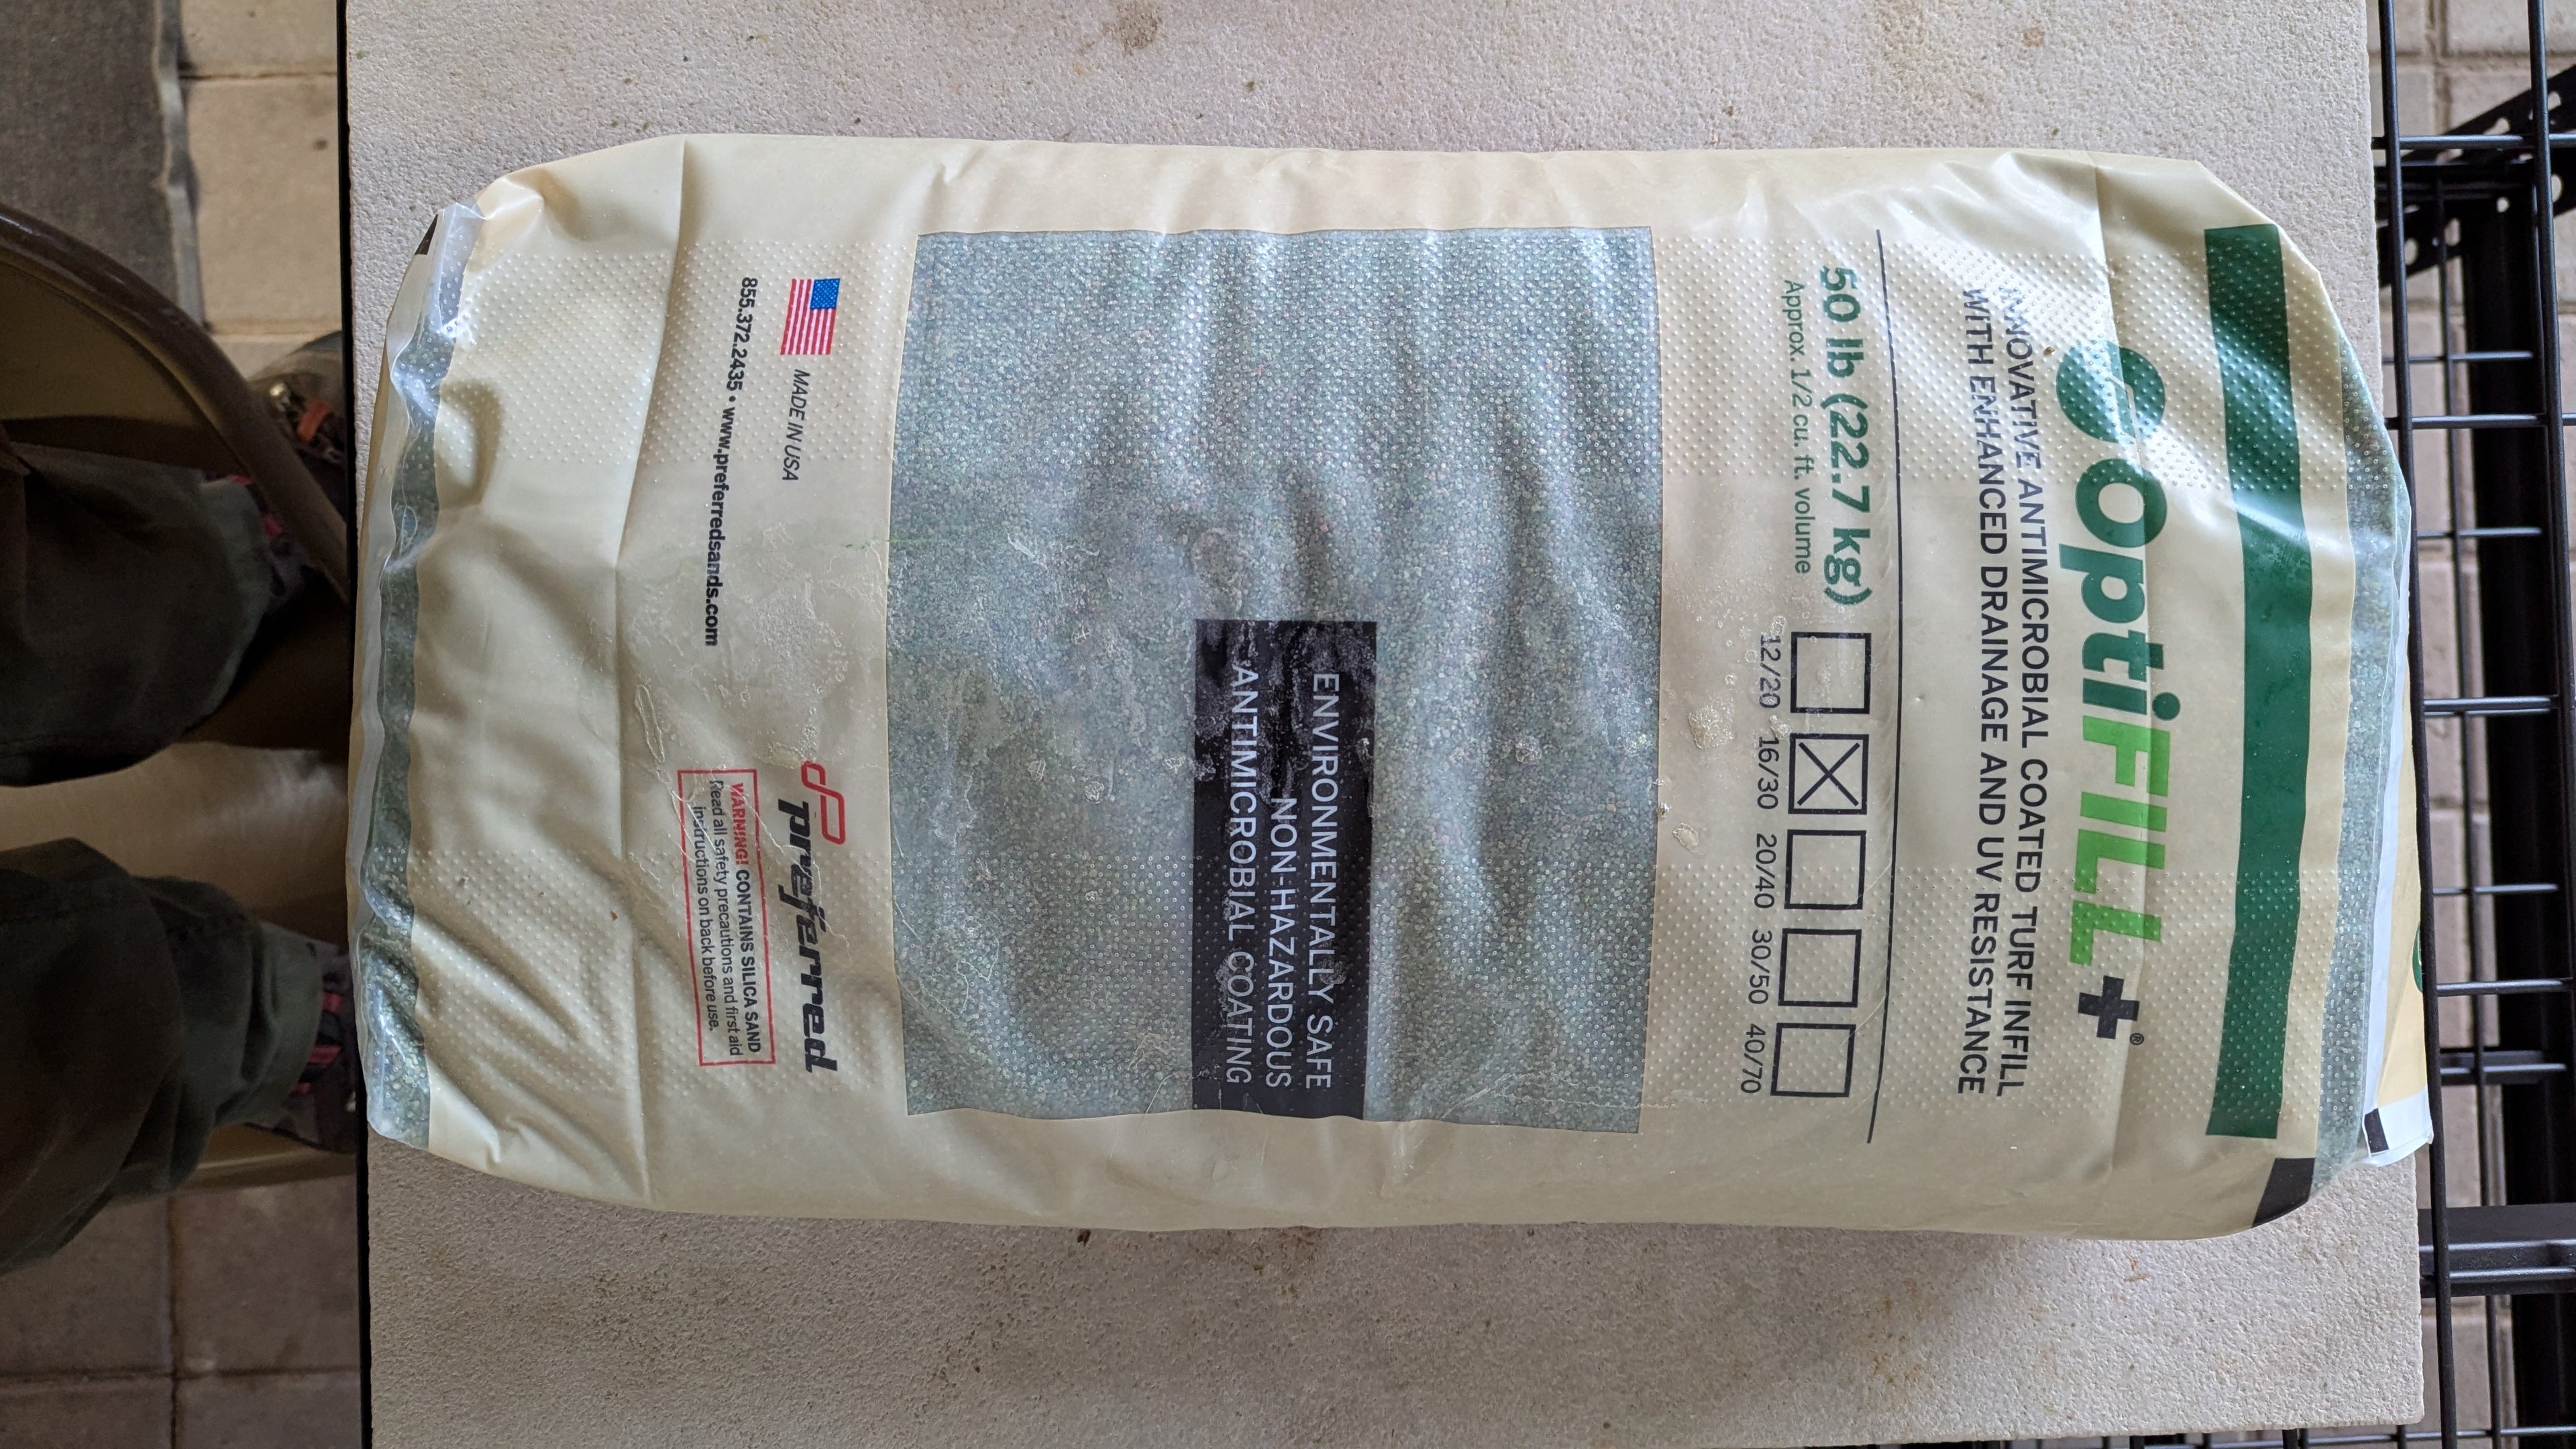 OptiFILL+®
INNOVATIVE ANTIMICROBIAL COATED TURF INFILL
WITH ENHANCED DRAINAGE AND UV RESISTANCE
50 lb (22.7 kg)
Approx. 1/2 cu. ft. volume
12/20 16/30 20/40 30/50 40/70
ENVIRONMENTALLY SAFE
NON-HAZARDOUS
ANTIMICROBIAL COATING
MADE IN USA
855.372.2435 • www.preferredsands.com
preferred
WARNING! CONTAINS SILICA SAND
Read all safety precautions and first aid
instructions on back before use.